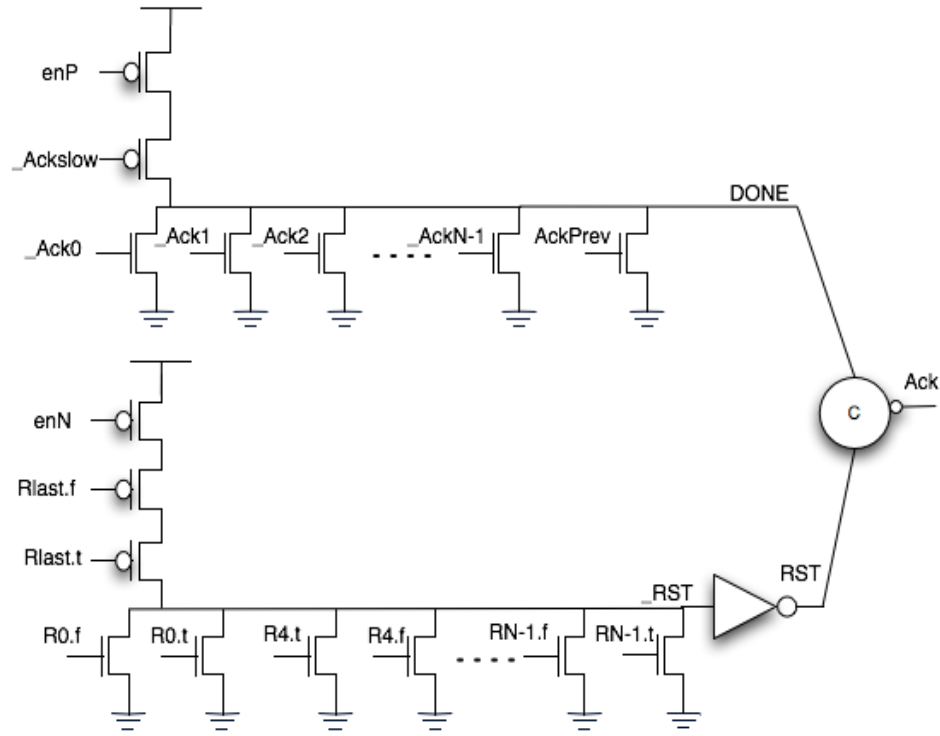 enP
_Ackslow
DONE
_Ack0
_Ack1
_Ack2
_AckN-1
AckPrev
Ack
C
enN
Rlast.f
Rlast.t
_RST
RST
R0.f
R0.t
R4.t
R4.f
RN-1.f
RN-1.t